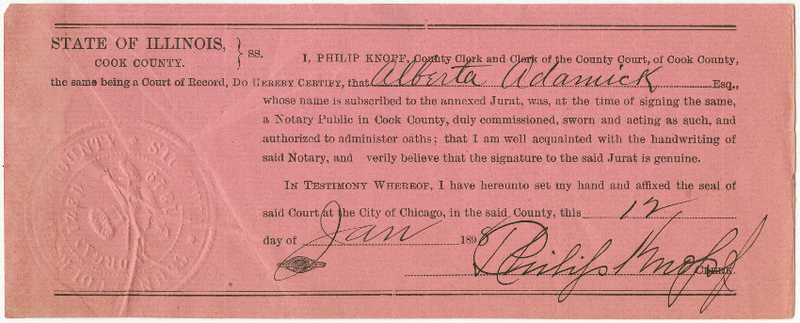 STATE OF ILLINOIS,
COOK COUNTY.
} ss.
I, PHILIP KNOPF, County Clerk and Clerk of the County Court, of Cook County,
the same being a Court of Record, Do Hereby Certify, that Alberta Adamick Esq.,
whose name is subscribed to the annexed Jurat, was, at the time of signing the same,
a Notary Public in Cook County, duly commissioned, sworn and acting as such, and
authorized to administer oaths; that I am well acquainted with the handwriting of
said Notary, and verily believe that the signature to the said Jurat is genuine.
In Testimony Whereof, I have hereunto set my hand and affixed the seal of
said Court at the City of Chicago, in the said County, this 12
day of Jan 189
Philip Knopf Clerk.
COUNTY